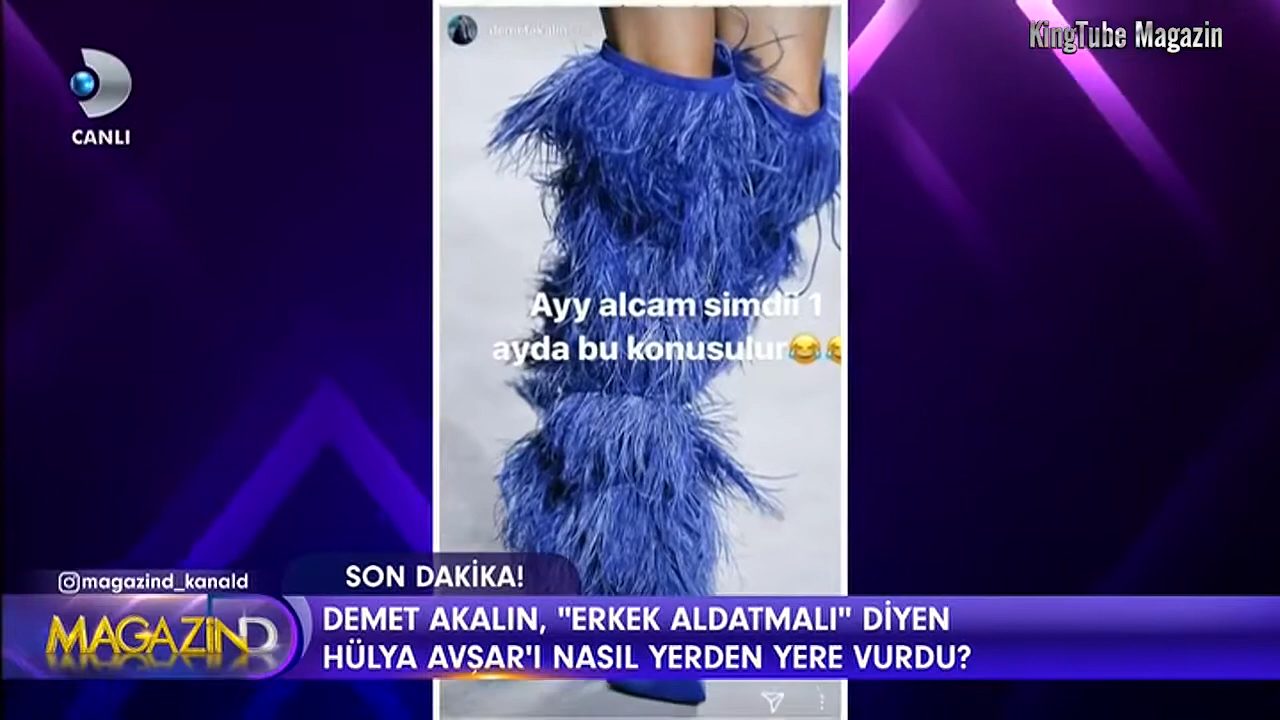 demetakalin
KingTube Magazin
CANLI
Ayy alcam simdii 1
ayda bu konusulur😂😂
@magazind_kanald
SON DAKİKA!
MAGAZİN D
DEMET AKALIN, "ERKEK ALDATMALI" DİYEN
HÜLYA AVŞAR'I NASIL YERDEN YERE VURDU?